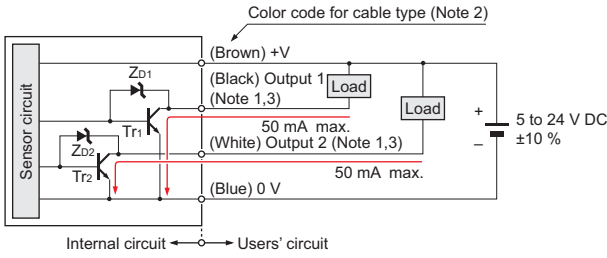 Color code for cable type (Note 2)
(Brown) +V
(Black) Output 1
(Note 1,3)
Load
Load
ZD1
Tr1
50 mA max.
(White) Output 2 (Note 1,3)
ZD2
Tr2
50 mA max.
(Blue) 0 V
Sensor circuit
+
–
5 to 24 V DC
±10 %
Internal circuit
Users' circuit